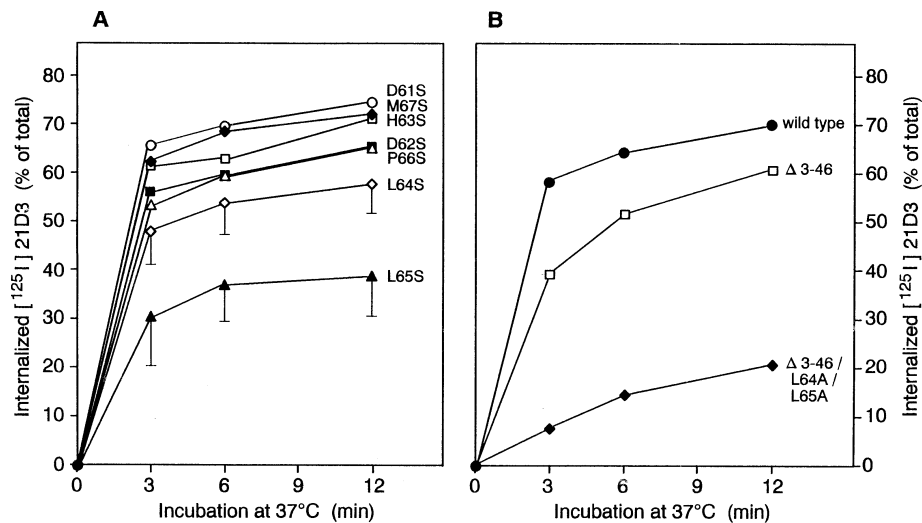 A
Internalized [125I] 21D3 (% of total)
80
70
60
50
40
30
20
10
0
0
3
6
9
12
Incubation at 37°C (min)
D61S
M67S
H63S
D62S
P66S
L64S
L65S
B
wild type
Δ 3-46
Δ 3-46 /
L64A /
L65A
80
70
60
50
40
30
20
10
0
0
3
6
9
12
Incubation at 37°C (min)
Internalized [125I] 21D3 (% of total)